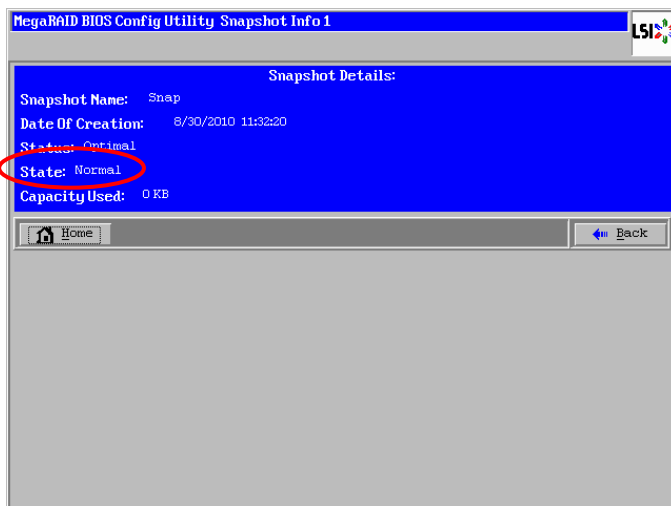 MegaRAID BIOS Config Utility Snapshot Info 1
LSI
Snapshot Details:
Snapshot Name: Snap
Date Of Creation: 8/30/2010 11:32:20
Status: Optimal
State: Normal
Capacity Used: 0 KB
Home
Back